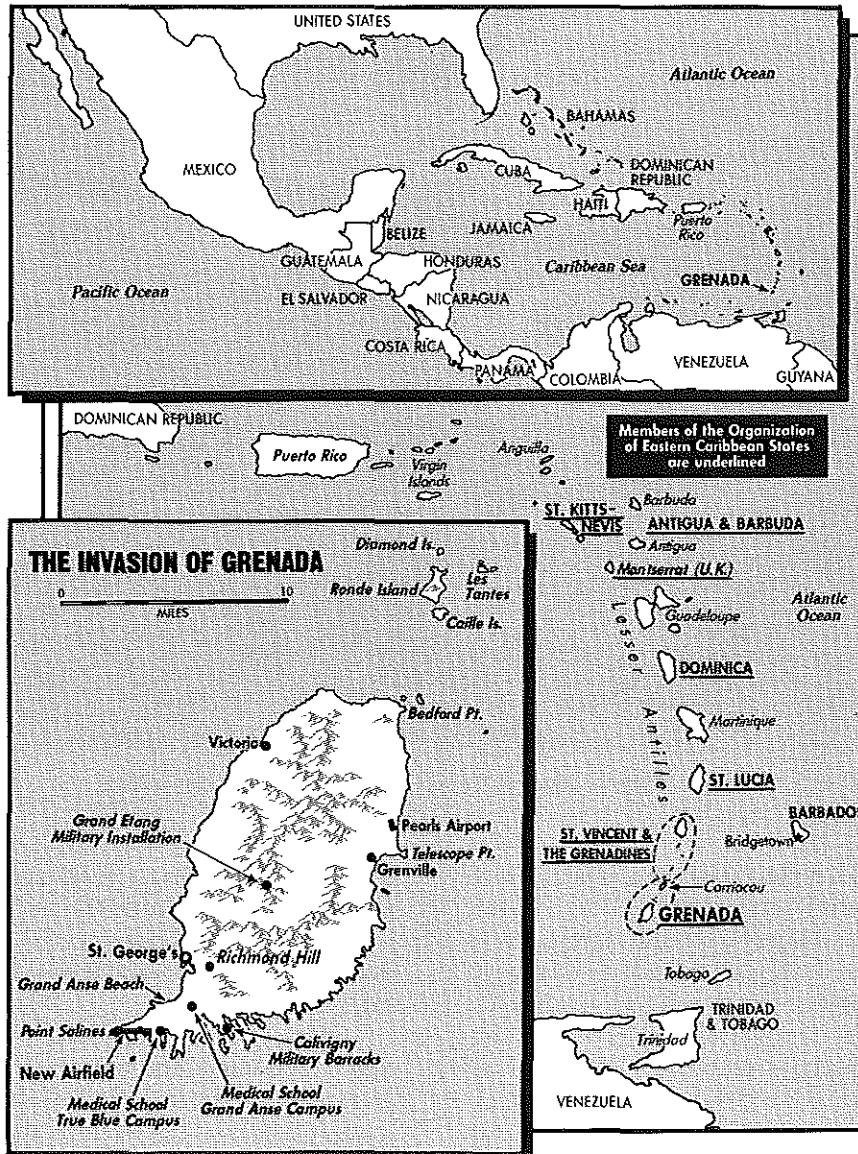 UNITED STATES
Atlantic Ocean
BAHAMAS
MEXICO
CUBA
DOMINICAN
REPUBLIC
HAITI
JAMAICA
Puerto
Rico
BELIZE
GUATEMALA
HONDURAS
Caribbean Sea
GRENADA
Pacific Ocean
EL SALVADOR
NICARAGUA
COSTA RICA
PANAMA
COLOMBIA
VENEZUELA
GUYANA
DOMINICAN REPUBLIC
Puerto Rico
Virgin
Islands
Anguilla
Members of the Organization
of Eastern Caribbean States
are underlined
ST. KITTS-
NEVIS
Barbuda
ANTIGUA & BARBUDA
Antigua
Montserrat (U.K.)
Guadeloupe
Atlantic
Ocean
Lesser
Antilles
DOMINICA
Martinique
ST. LUCIA
BARBADOS
Bridgetown
ST. VINCENT &
THE GRENADINES
Carriacou
GRENADA
Tobago
TRINIDAD
& TOBAGO
Trinidad
VENEZUELA
THE INVASION OF GRENADA
0 10
MILES
Diamond Is.
Ronde Island
Les
Tantes
Caille Is.
Bedford Pt.
Victoria
Grand Etang
Military Installation
Pearls Airport
Telescope Pt.
Grenville
St. George's
Richmond Hill
Grand Anse Beach
Point Salines
New Airfield
Calivigny
Military Barracks
Medical School
True Blue Campus
Medical School
Grand Anse Campus